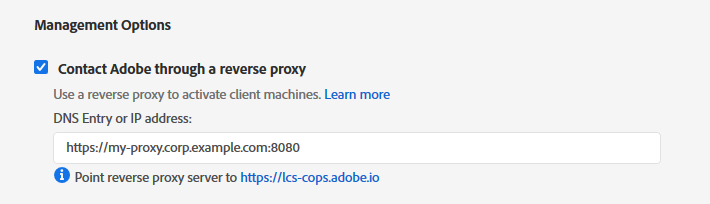 Management Options
Contact Adobe through a reverse proxy
Use a reverse proxy to activate client machines. Learn more
DNS Entry or IP address:
https://my-proxy.corp.example.com:8080
Point reverse proxy server to https://lcs-cops.adobe.io